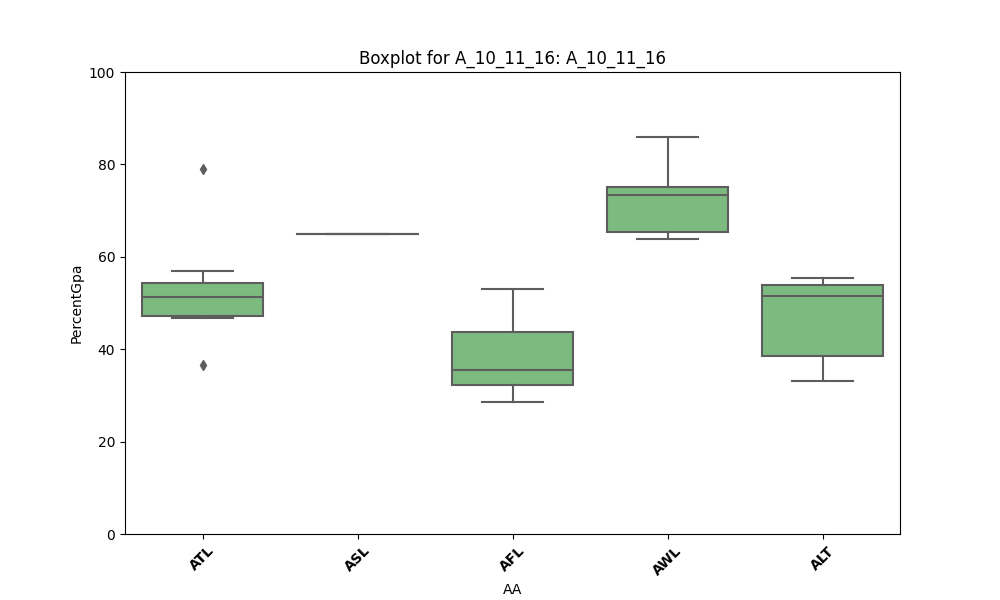 Boxplot for A_10_11_16: A_10_11_16
100
80
60
40
20
0
PercentGpa
ATL
ASL
AFL
AWL
ALT
AA